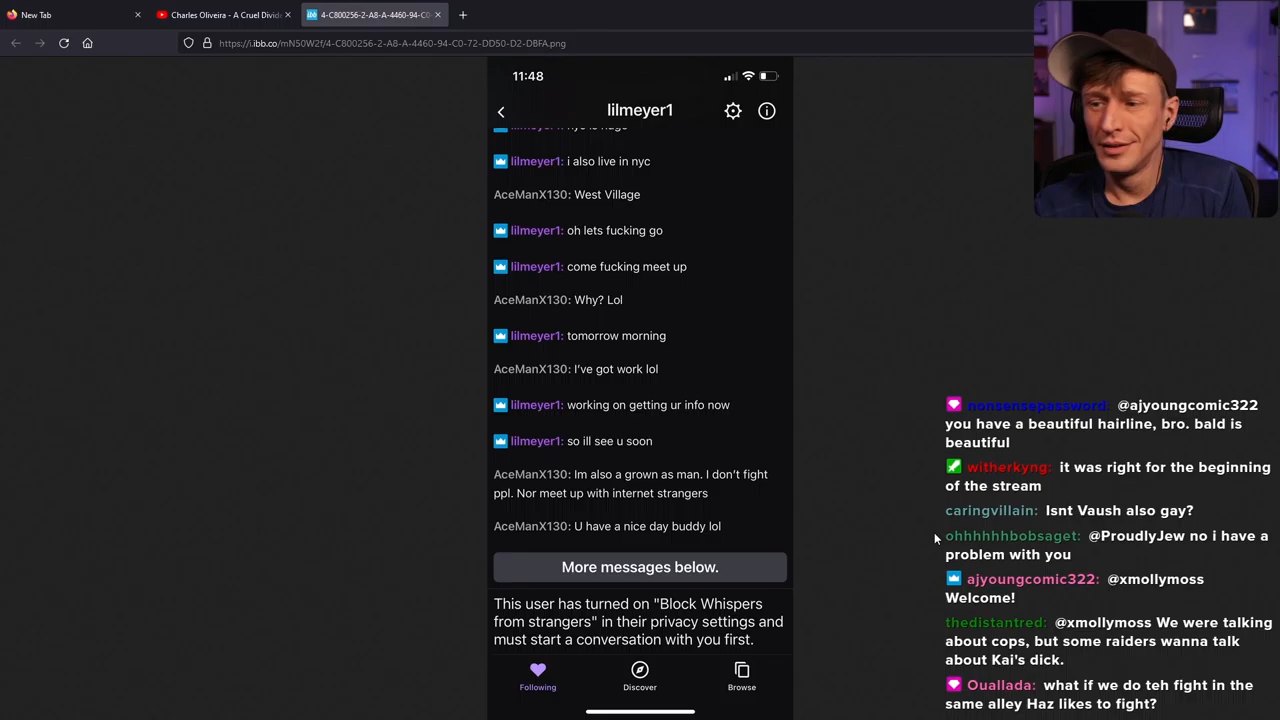 New Tab
Charles Oliveira - A Cruel Divide
4-C800256-2-A8-A-4460-94-C0-
https://i.ibb.co/mN50W2f/4-C800256-2-A8-A-4460-94-C0-72-DD50-D2-DBFA.png
11:48
lilmeyer1
lilmeyer1: nyc is huge
lilmeyer1: i also live in nyc
AceManX130: West Village
lilmeyer1: oh lets fucking go
lilmeyer1: come fucking meet up
AceManX130: Why? Lol
lilmeyer1: tomorrow morning
AceManX130: I’ve got work lol
lilmeyer1: working on getting ur info now
lilmeyer1: so ill see u soon
AceManX130: Im also a grown as man. I don’t fight
ppl. Nor meet up with internet strangers
AceManX130: U have a nice day buddy lol
More messages below.
This user has turned on "Block Whispers
from strangers" in their privacy settings and
must start a conversation with you first.
Following
Discover
Browse
nonsensepassword: @ajyoungcomic322
you have a beautiful hairline, bro. bald is
beautiful
witherkyng: it was right for the beginning
of the stream
caringvillain: Isnt Vaush also gay?
ohhhhhhbobsaget: @ProudlyJew no i have a
problem with you
ajyoungcomic322: @xmollymoss
Welcome!
thedistantred: @xmollymoss We were talking
about cops, but some raiders wanna talk
about Kai's dick.
Ouallada: what if we do teh fight in the
same alley Haz likes to fight?